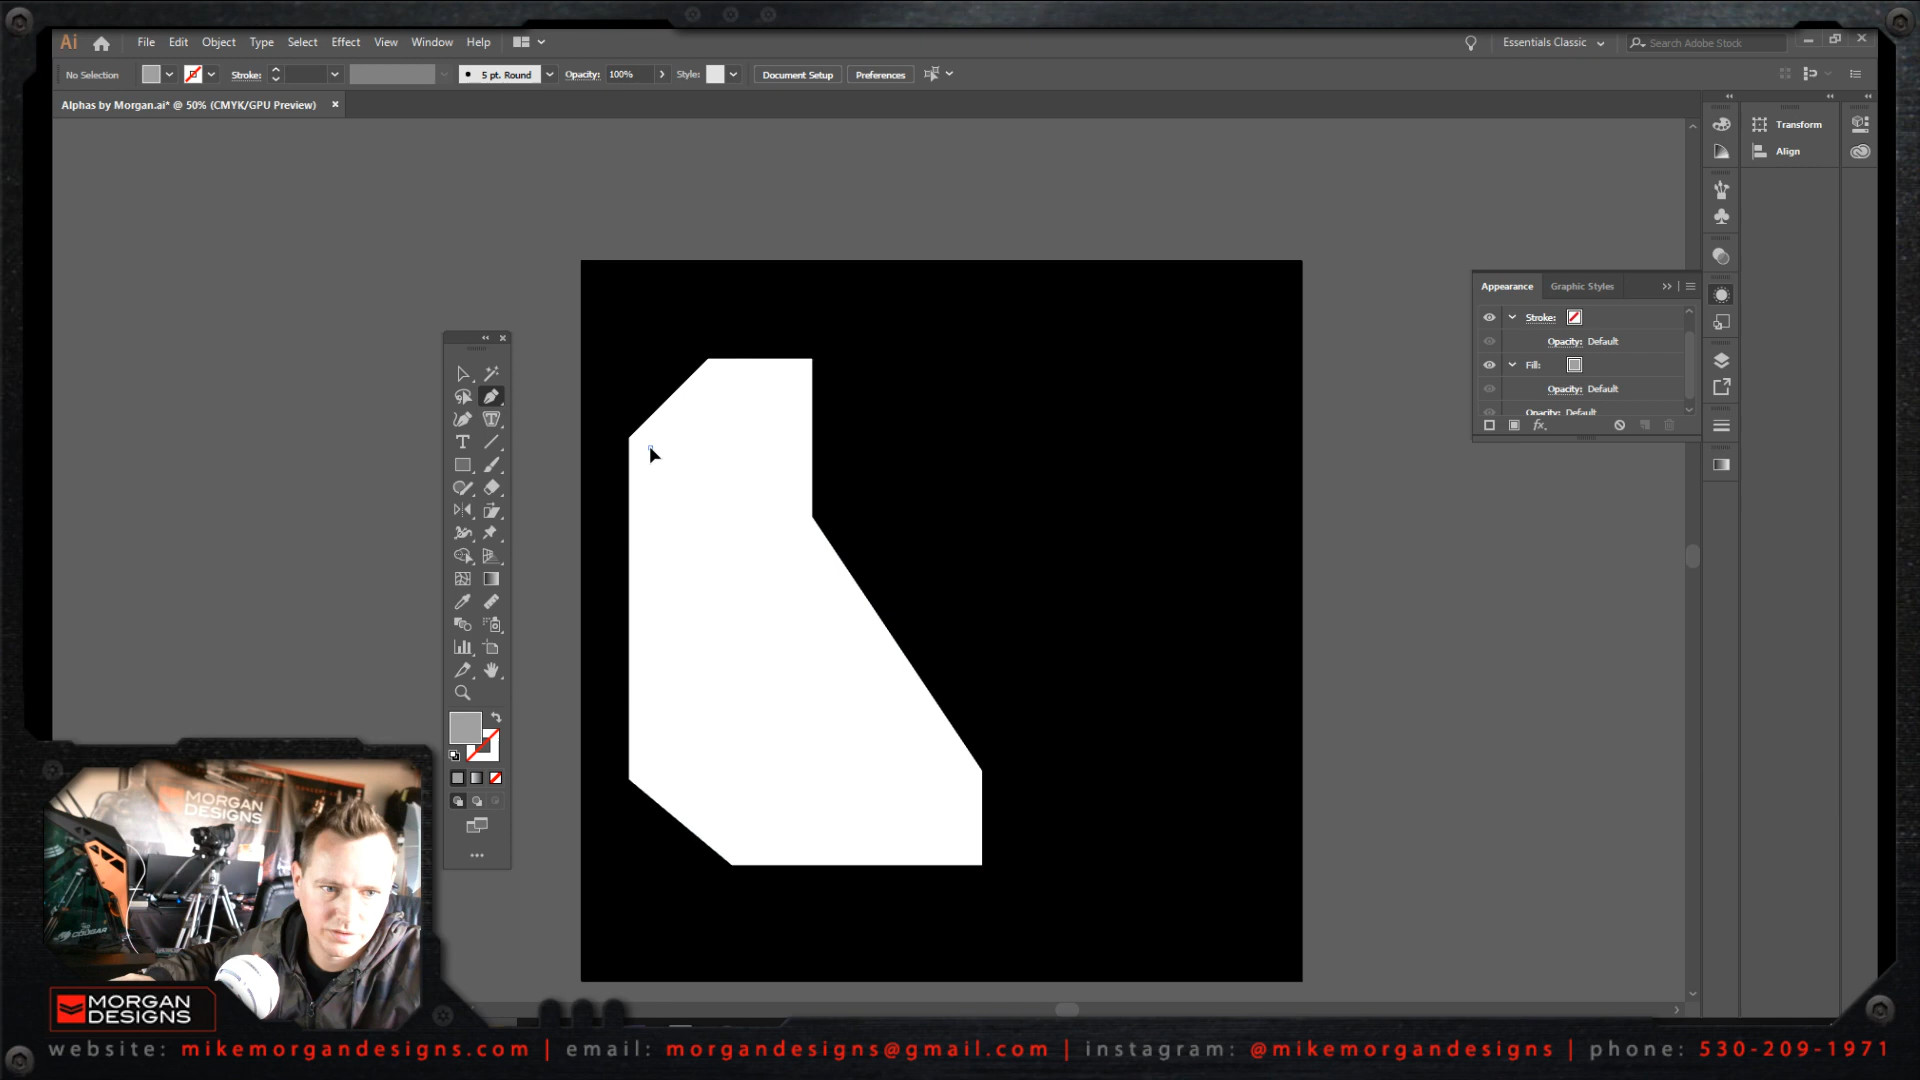 Ai File Edit Object Type Select Effect View Window Help Essentials Classic Search Adobe Stock
No Selection Stroke: 5 pt. Round Opacity: 100% Style: Document Setup Preferences
Alphas by Morgan.ai* @ 50% (CMYK/GPU Preview)
Transform
Align
Appearance Graphic Styles
Stroke:
Opacity: Default
Fill:
Opacity: Default
Opacity: Default
fx.
MORGAN
DESIGNS
COUGAR
MORGAN
DESIGNS
website: mikemorgandesigns.com | email: morgandesigns@gmail.com | instagram: @mikemorgandesigns | phone: 530-209-1971